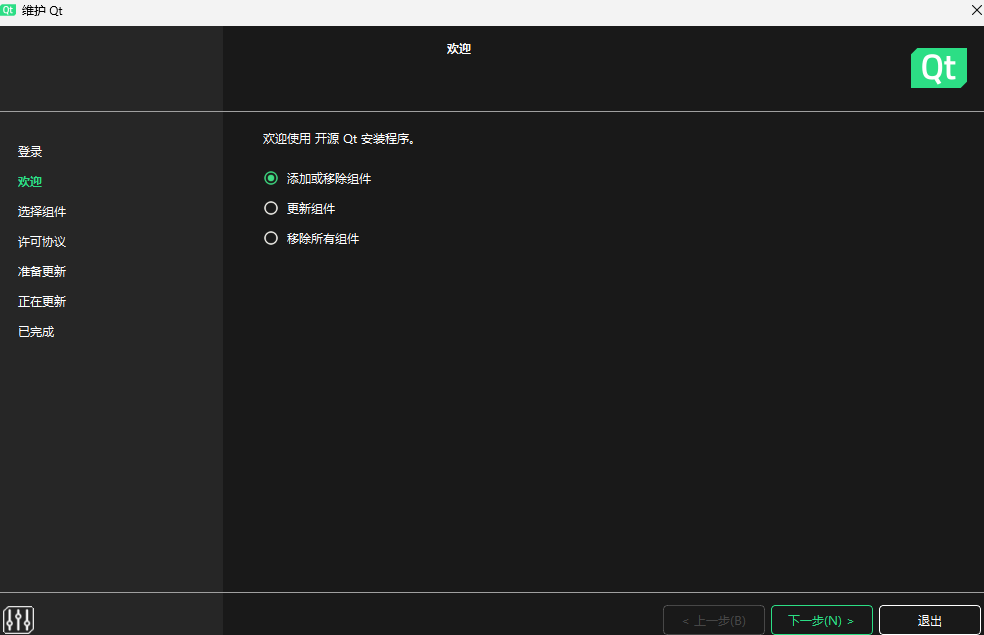 Qt 维护 Qt
欢迎
Qt
登录
欢迎
选择组件
许可协议
准备更新
正在更新
已完成
欢迎使用 开源 Qt 安装程序。
添加或移除组件
更新组件
移除所有组件
< 上一步(B)
下一步(N) >
退出